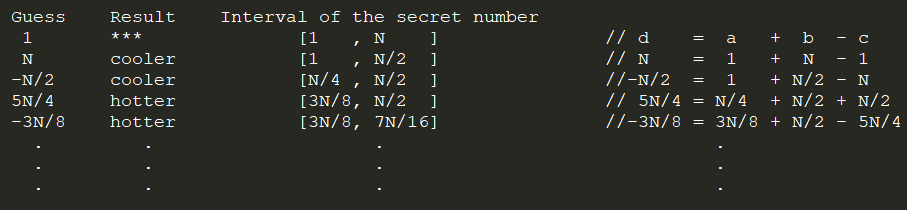 Guess Result Interval of the secret number
1 *** [1 , N ] // d = a + b - c
N cooler [1 , N/2 ] // N = 1 + N - 1
-N/2 cooler [N/4 , N/2 ] //-N/2 = 1 + N/2 - N
5N/4 hotter [3N/8, N/2 ] // 5N/4 = N/4 + N/2 + N/2
-3N/8 hotter [3N/8, 7N/16] //-3N/8 = 3N/8 + N/2 - 5N/4
. . . .
. . . .
. . . .